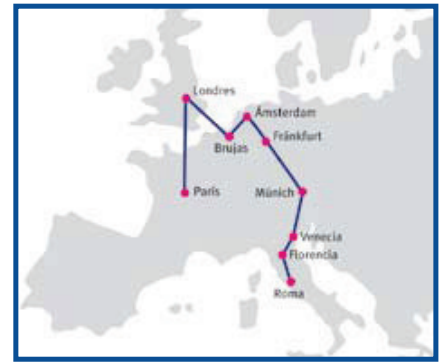 Londres
Ámsterdam
Fránkfurt
Brujas
París
Múnich
Venecia
Florencia
Roma